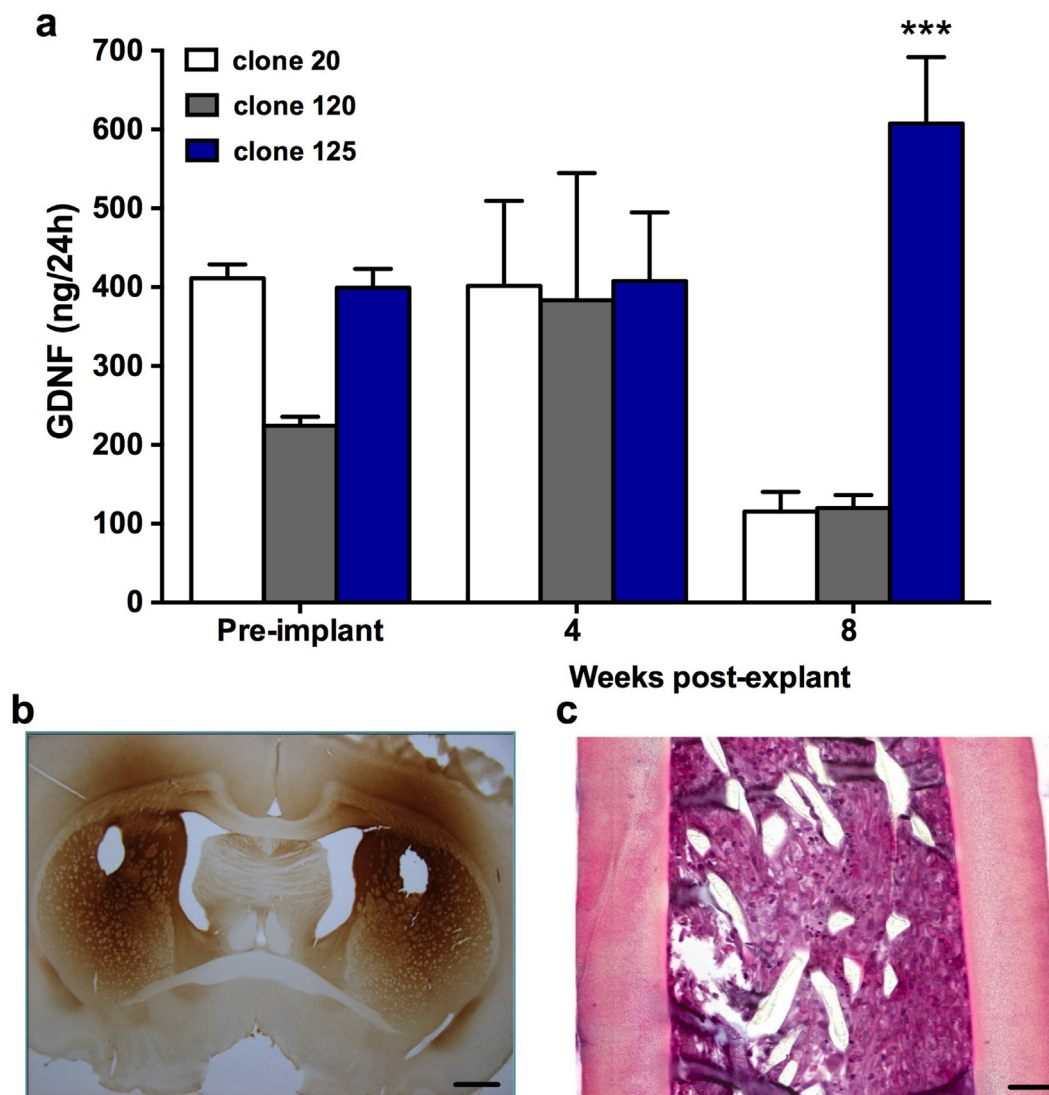 a
***
700
600
500
400
300
200
100
0
GDNF (ng/24h)
clone 20
clone 120
clone 125
Pre-implant 4 8
Weeks post-explant
b c